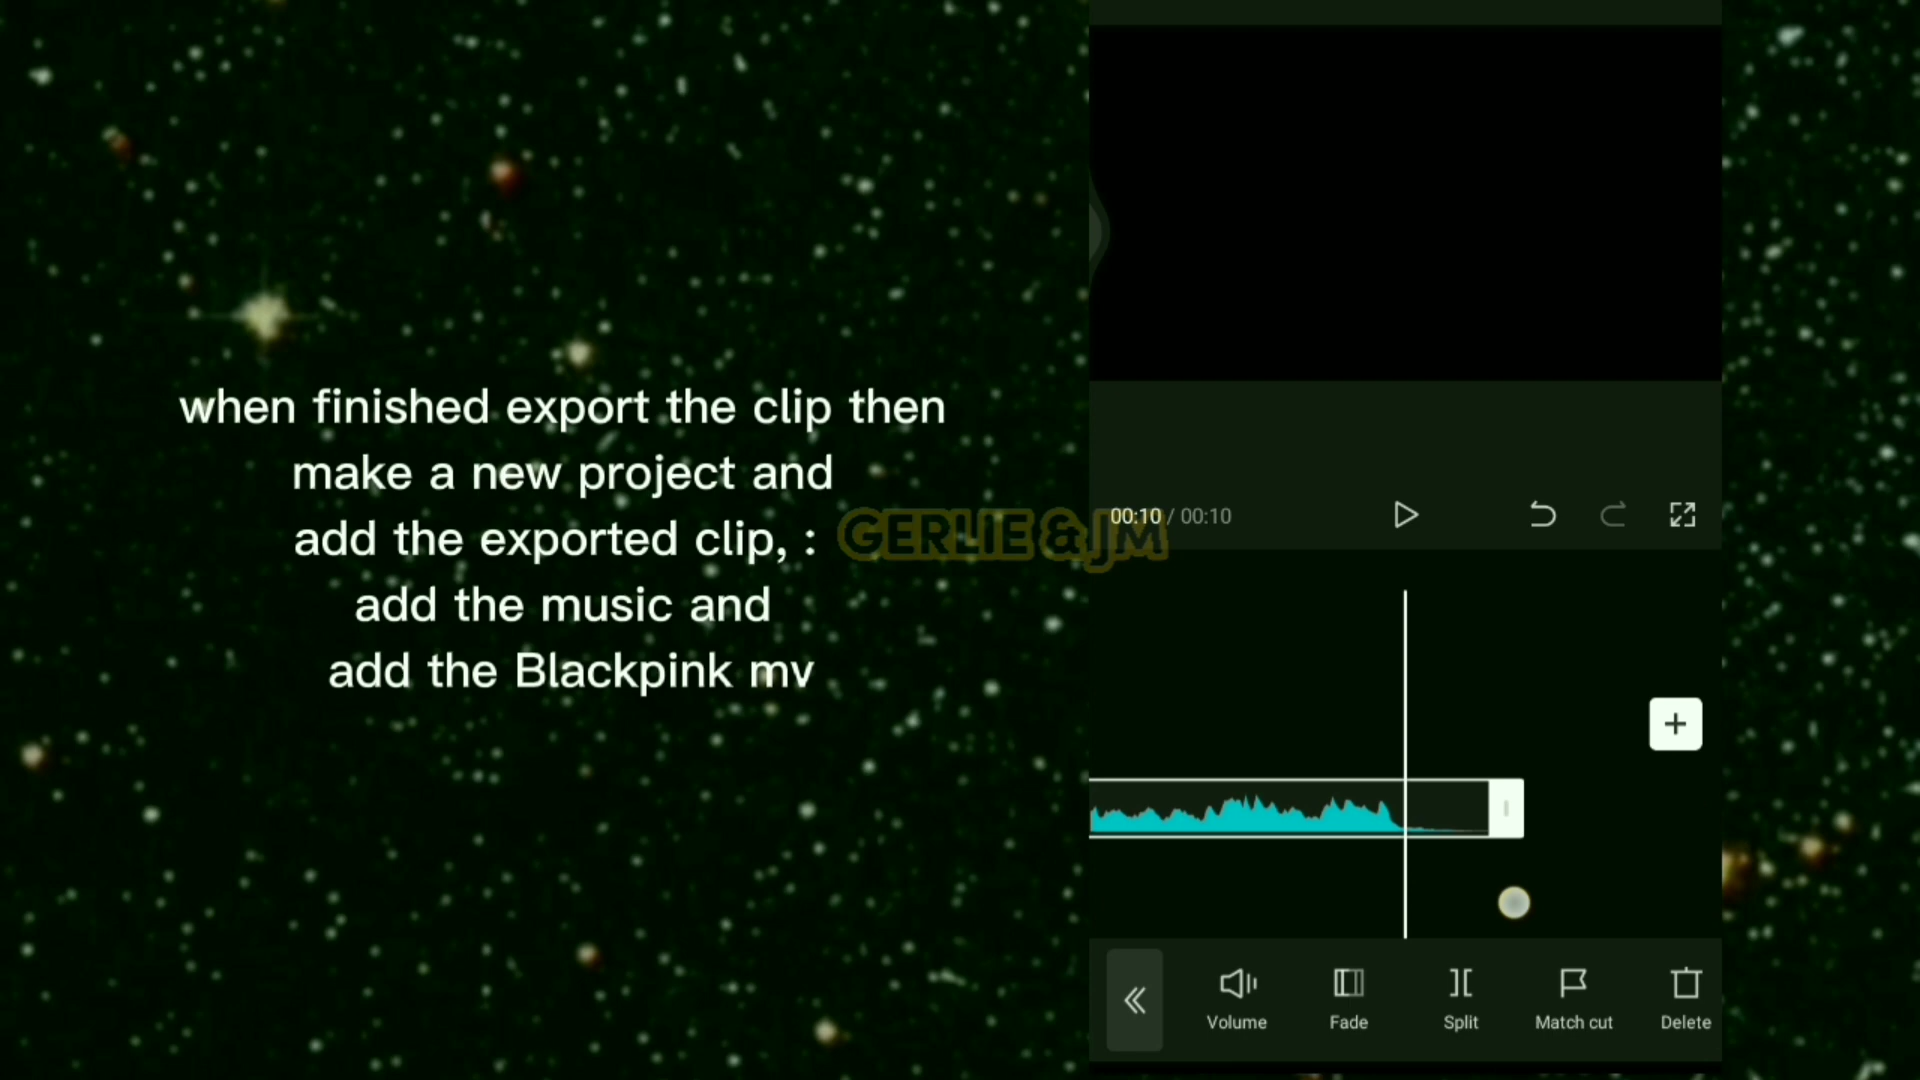 when finished export the clip then
make a new project and
add the exported clip, :
add the music and
add the Blackpink mv
GERLIE & JM
00:10 / 00:10
Volume
Fade
Split
Match cut
Delete